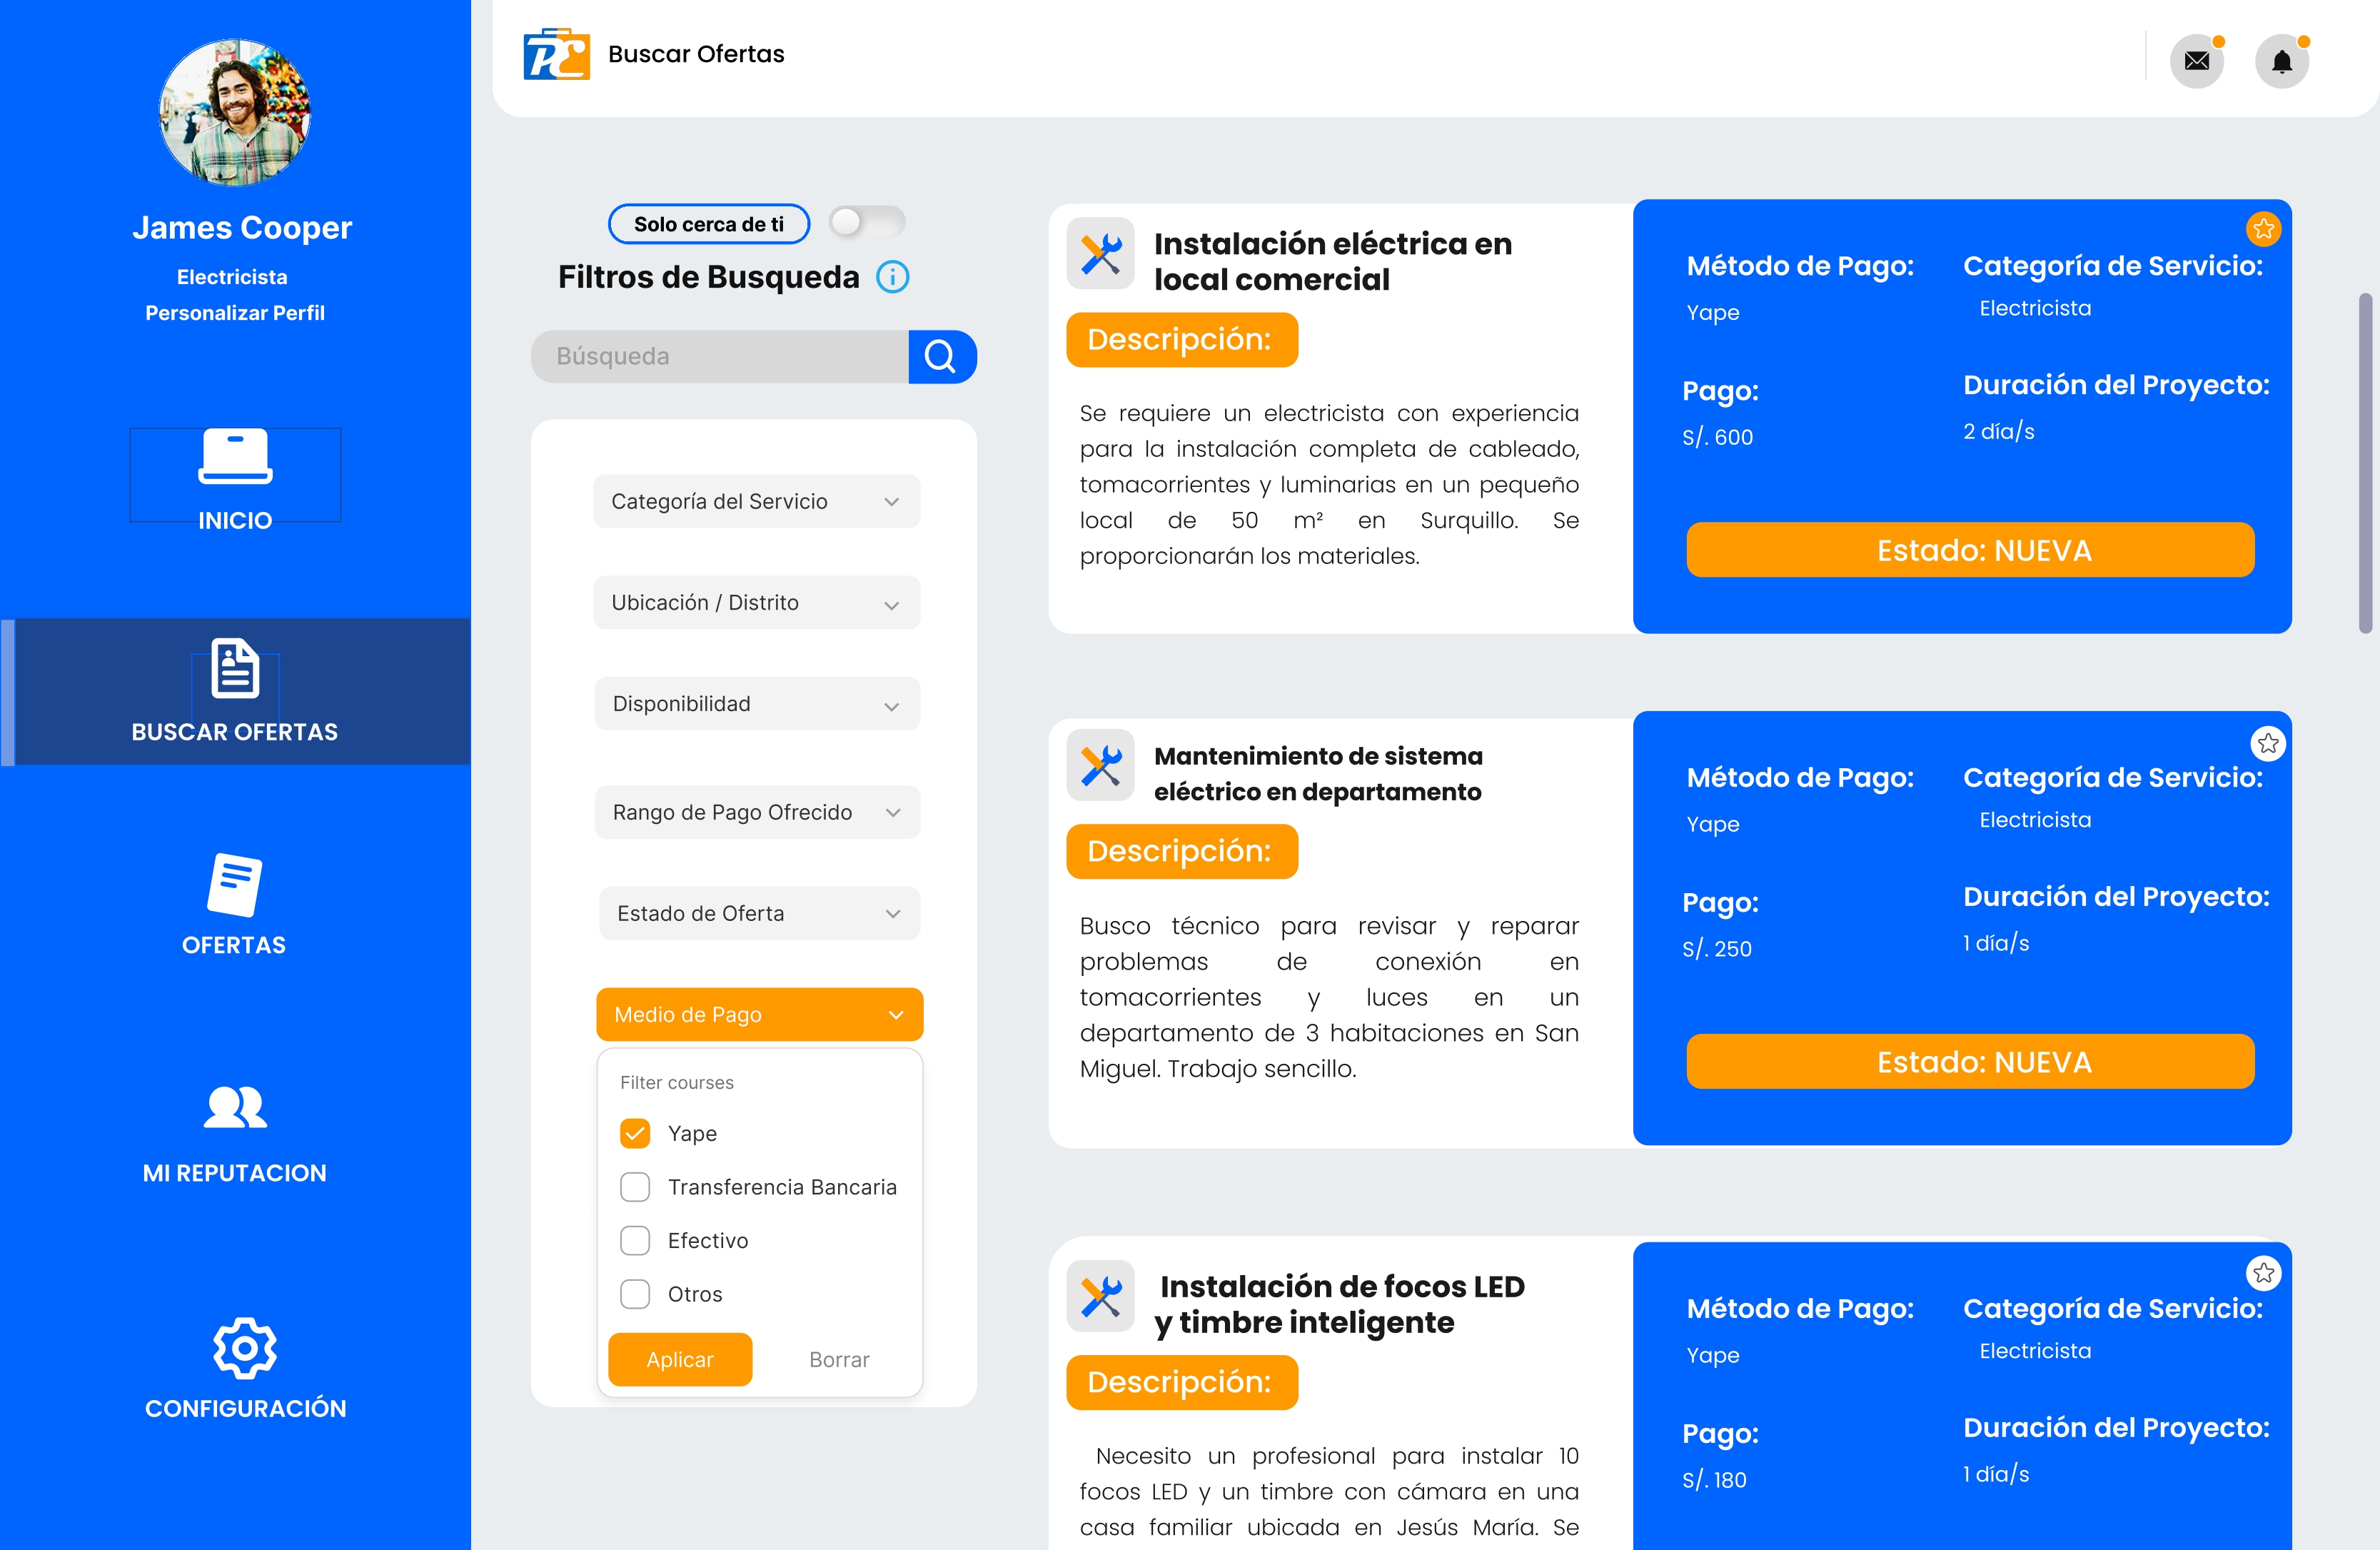 James Cooper
Electricista
Personalizar Perfil
INICIO
BUSCAR OFERTAS
OFERTAS
MI REPUTACION
CONFIGURACIÓN
Buscar Ofertas
Solo cerca de ti
Filtros de Busqueda
Búsqueda
Categoría del Servicio
Ubicación / Distrito
Disponibilidad
Rango de Pago Ofrecido
Estado de Oferta
Medio de Pago
Filter courses
Yape
Transferencia Bancaria
Efectivo
Otros
Aplicar
Borrar
Instalación eléctrica en
local comercial
Descripción:
Se requiere un electricista con experiencia
para la instalación completa de cableado,
tomacorrientes y luminarias en un pequeño
local de 50 m² en Surquillo. Se
proporcionarán los materiales.
Método de Pago:
Yape
Categoría de Servicio:
Electricista
Pago:
S/. 600
Duración del Proyecto:
2 día/s
Estado: NUEVA
Mantenimiento de sistema
eléctrico en departamento
Descripción:
Busco técnico para revisar y reparar
problemas de conexión en
tomacorrientes y luces en un
departamento de 3 habitaciones en San
Miguel. Trabajo sencillo.
Método de Pago:
Yape
Categoría de Servicio:
Electricista
Pago:
S/. 250
Duración del Proyecto:
1 día/s
Estado: NUEVA
Instalación de focos LED
y timbre inteligente
Descripción:
Necesito un profesional para instalar 10
focos LED y un timbre con cámara en una
casa familiar ubicada en Jesús María. Se
Método de Pago:
Yape
Categoría de Servicio:
Electricista
Pago:
S/. 180
Duración del Proyecto:
1 día/s